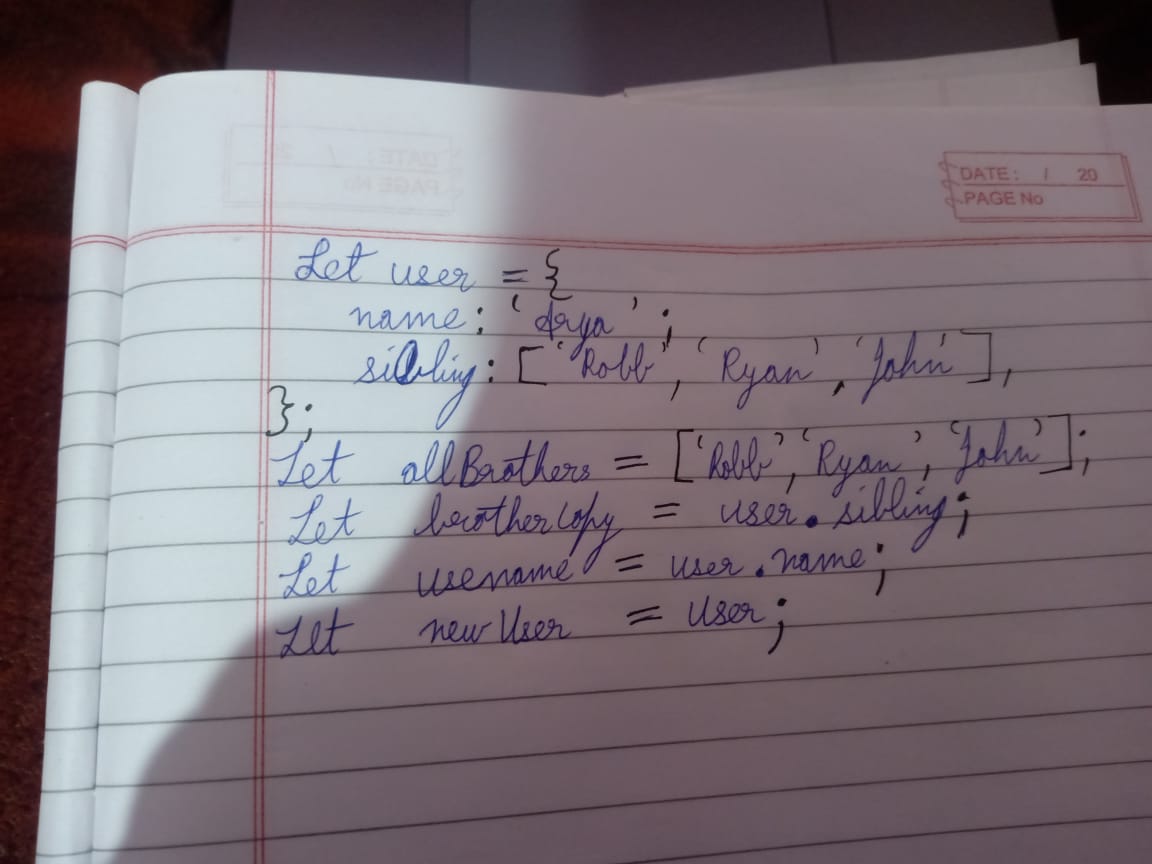 DATE: / 20
PAGE No
Let user = {
name: 'Arya' ;
sibling: ['Robb', 'Ryan', 'John'],
};
Let allBrothers = ['Robb', 'Ryan', 'John'];
Let brotherCopy = user.sibling;
Let usename = user.name;
Let newUser = user;